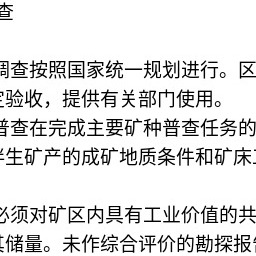 查
调查按照国家统一规划进行。区
定验收，提供有关部门使用。
普查在完成主要矿种普查任务的
半生矿产的成矿地质条件和矿床
必须对矿区内具有工业价值的共
其储量。未作综合评价的勘探报